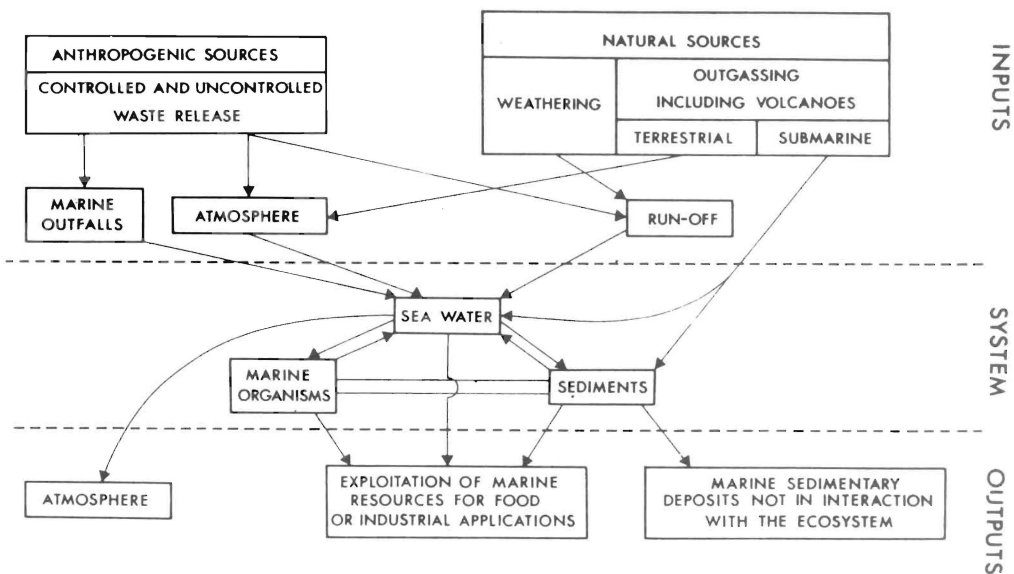 ANTHROPOGENIC SOURCES
CONTROLLED AND UNCONTROLLED
WASTE RELEASE
NATURAL SOURCES
WEATHERING
OUTGASSING
INCLUDING VOLCANOES
TERRESTRIAL
SUBMARINE
INPUTS
MARINE
OUTFALLS
ATMOSPHERE
RUN-OFF
SEA WATER
SYSTEM
MARINE
ORGANISMS
SEDIMENTS
ATMOSPHERE
EXPLOITATION OF MARINE
RESOURCES FOR FOOD
OR INDUSTRIAL APPLICATIONS
MARINE SEDIMENTARY
DEPOSITS NOT IN INTERACTION
WITH THE ECOSYSTEM
OUTPUTS